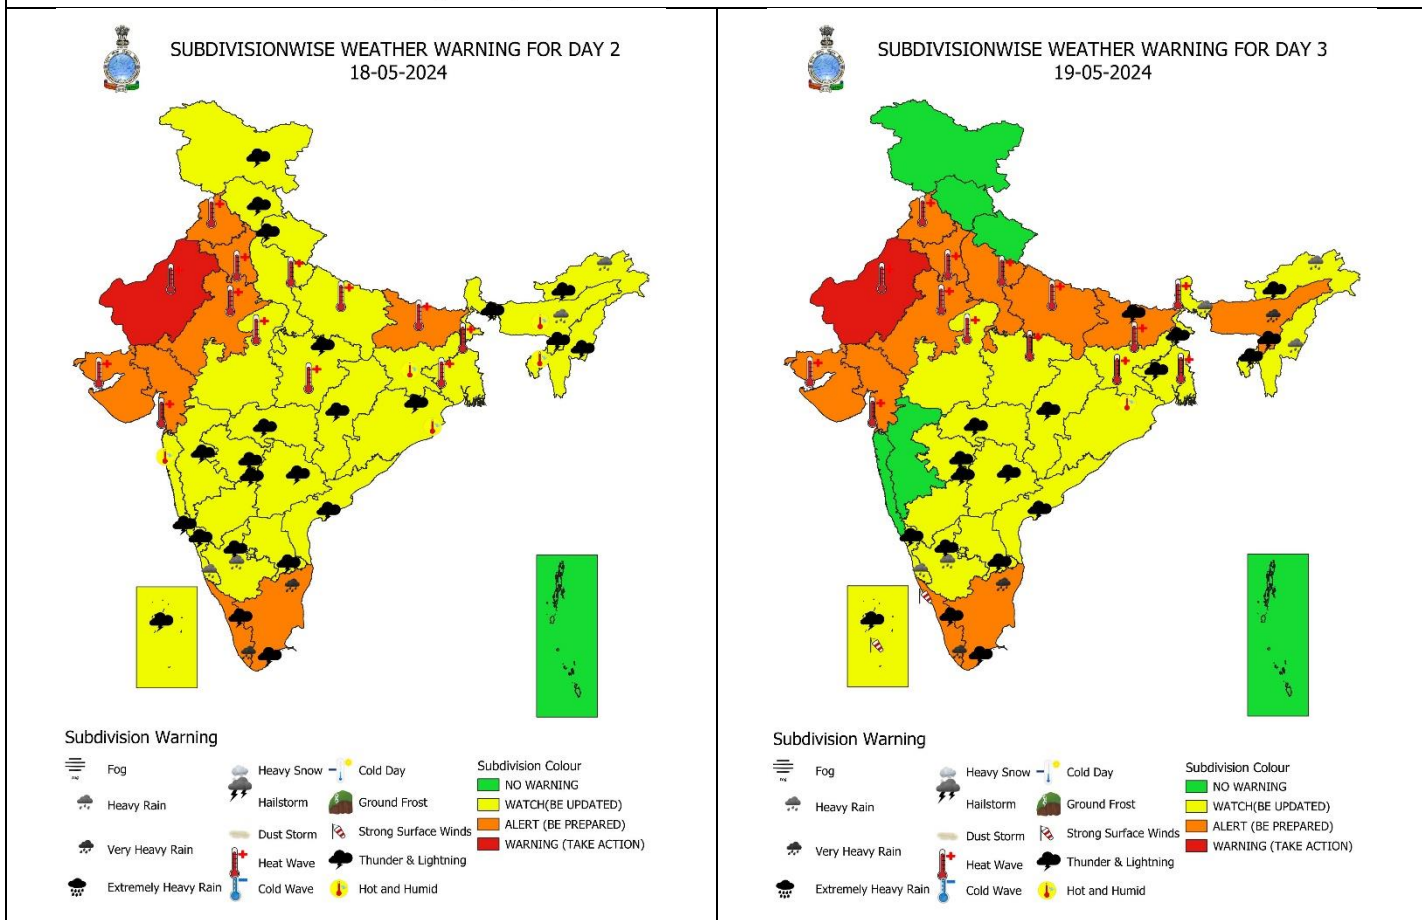 SUBDIVISIONWISE WEATHER WARNING FOR DAY 2
18-05-2024
Subdivision Warning
Fog
Heavy Rain
Very Heavy Rain
Extremely Heavy Rain
Heavy Snow
Hailstorm
Dust Storm
Heat Wave
Cold Wave
Cold Day
Ground Frost
Strong Surface Winds
Thunder & Lightning
Hot and Humid
Subdivision Colour
NO WARNING
WATCH(BE UPDATED)
ALERT (BE PREPARED)
WARNING (TAKE ACTION)
SUBDIVISIONWISE WEATHER WARNING FOR DAY 3
19-05-2024
Subdivision Warning
Fog
Heavy Rain
Very Heavy Rain
Extremely Heavy Rain
Heavy Snow
Hailstorm
Dust Storm
Heat Wave
Cold Wave
Cold Day
Ground Frost
Strong Surface Winds
Thunder & Lightning
Hot and Humid
Subdivision Colour
NO WARNING
WATCH(BE UPDATED)
ALERT (BE PREPARED)
WARNING (TAKE ACTION)